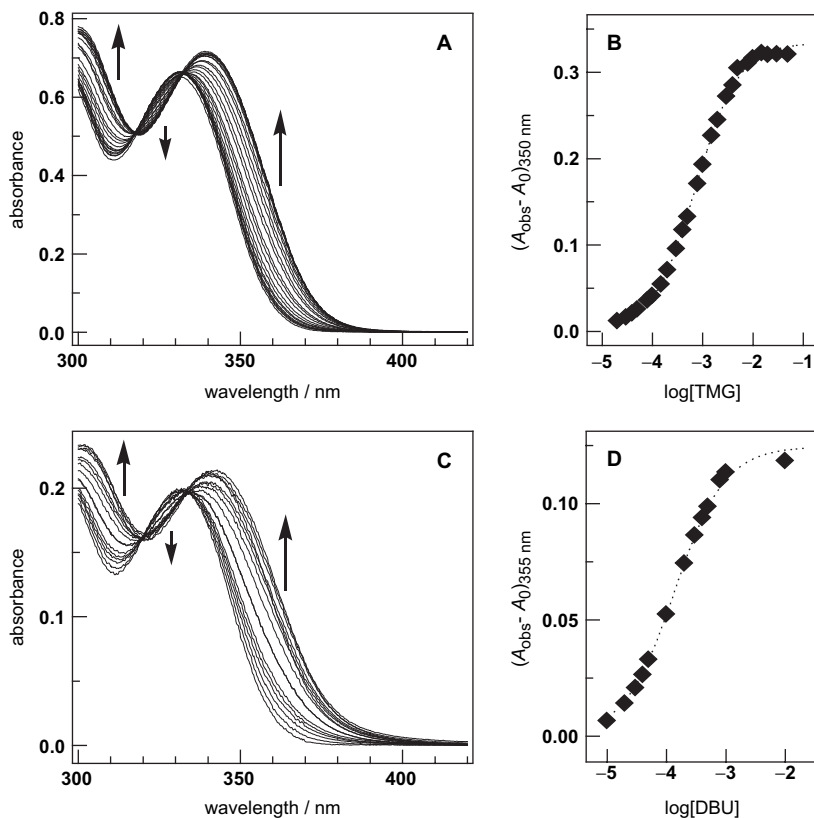 0.8
0.6
0.4
0.2
0.0
absorbance
A
300
350
400
wavelength / nm
0.3
0.2
0.1
0.0
(Aobs- A0)350 nm
B
−5
−4
−3
−2
−1
log[TMG]
0.2
0.1
0.0
absorbance
C
300
350
400
wavelength / nm
0.10
0.05
0.00
(Aobs- A0)355 nm
D
−5
−4
−3
−2
log[DBU]